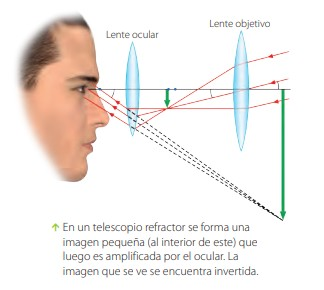 Lente objetivo
Lente ocular
↑ En un telescopio refractor se forma una
imagen pequeña (al interior de este) que
luego es amplificada por el ocular. La
imagen que se ve se encuentra invertida.